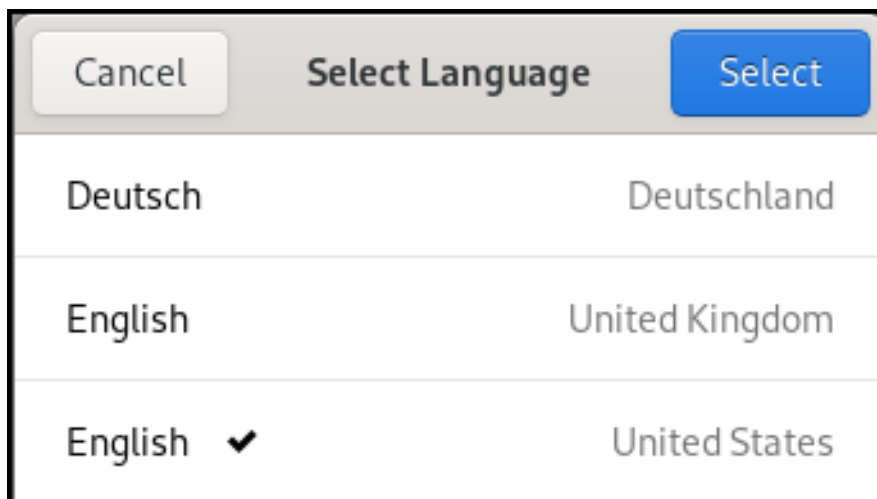 Cancel Select Language Select
Deutsch Deutschland
English United Kingdom
English ✔ United States